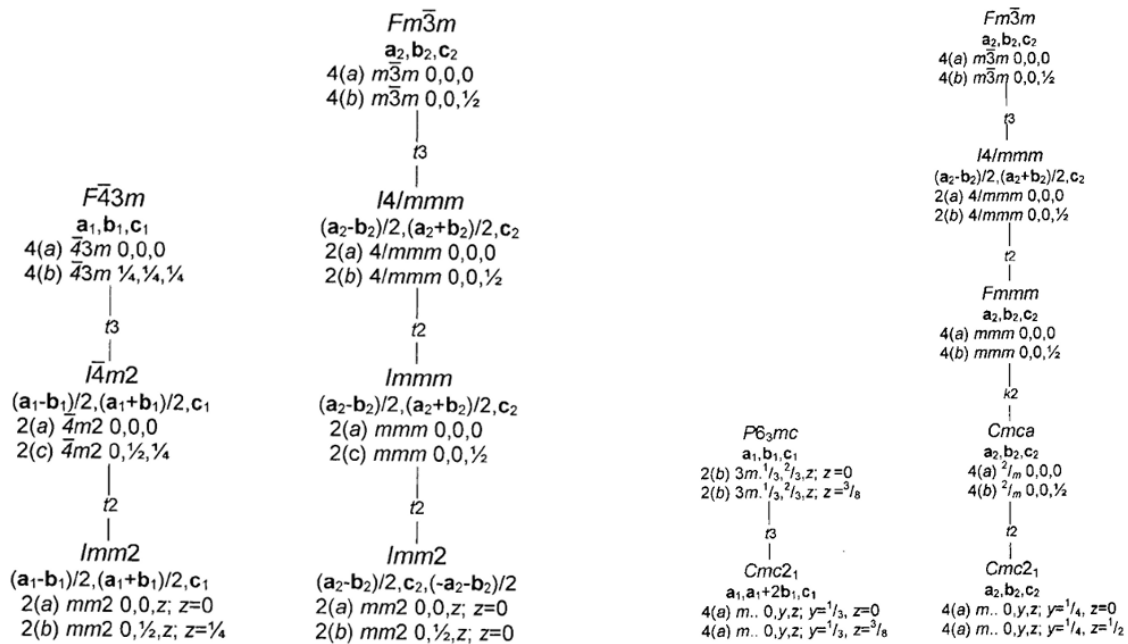 Fm3̅m
a₂,b₂,c₂
4(a) m3̅m 0,0,0
4(b) m3̅m 0,0,½
t3
I4/mmm
(a₂-b₂)/2,(a₂+b₂)/2,c₂
2(a) 4/mmm 0,0,0
2(b) 4/mmm 0,0,½
t2
Immm
(a₂-b₂)/2,(a₂+b₂)/2,c₂
2(a) mmm 0,0,0
2(c) mmm 0,0,½
t2
Imm2
(a₂-b₂)/2,c₂,(-a₂-b₂)/2
2(a) mm2 0,0,z; z=0
2(b) mm2 0,½,z; z=0
F4̅3m
a₁,b₁,c₁
4(a) 4̅3m 0,0,0
4(b) 4̅3m ¼,¼,¼
t3
I4̅m2
(a₁-b₁)/2,(a₁+b₁)/2,c₁
2(a) 4̅m2 0,0,0
2(c) 4̅m2 0,½,¼
t2
Imm2
(a₁-b₁)/2,(a₁+b₁)/2,c₁
2(a) mm2 0,0,z; z=0
2(b) mm2 0,½,z; z=¼
Fm3̅m
a₂,b₂,c₂
4(a) m3̅m 0,0,0
4(b) m3̅m 0,0,½
t3
I4/mmm
(a₂-b₂)/2,(a₂+b₂)/2,c₂
2(a) 4/mmm 0,0,0
2(b) 4/mmm 0,0,½
t2
Fmmm
a₂,b₂,c₂
4(a) mmm 0,0,0
4(b) mmm 0,0,½
k2
Cmca
a₂,b₂,c₂
4(a) ²/ₘ 0,0,0
4(b) ²/ₘ 0,0,½
t2
Cmc2₁
a₂,b₂,c₂
4(a) m.. 0,y,z; y=¹/₄, z=0
4(a) m.. 0,y,z; y=¹/₄, z=¹/₂
P6₃mc
a₁,b₁,c₁
2(b) 3m.¹/₃,²/₃,z; z=0
2(b) 3m.¹/₃,²/₃,z; z=³/₈
t3
Cmc2₁
a₁,a₁+2b₁,c₁
4(a) m.. 0,y,z; y=¹/₃, z=0
4(a) m.. 0,y,z; y=¹/₃, z=³/₈